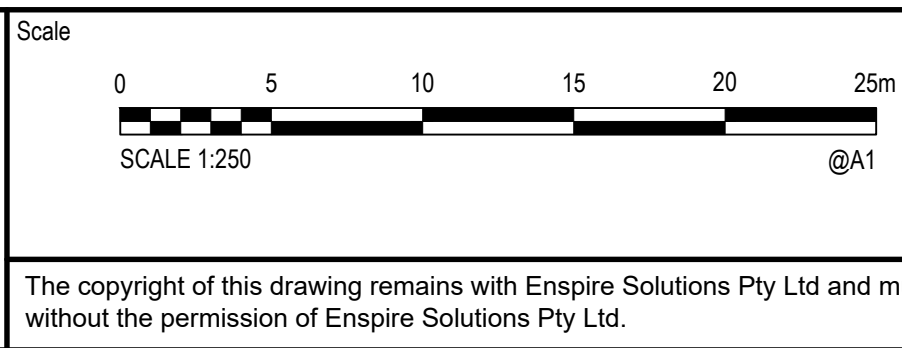 Scale
0 5 10 15 20 25m
SCALE 1:250 @A1
The copyright of this drawing remains with Enspire Solutions Pty Ltd and m
without the permission of Enspire Solutions Pty Ltd.